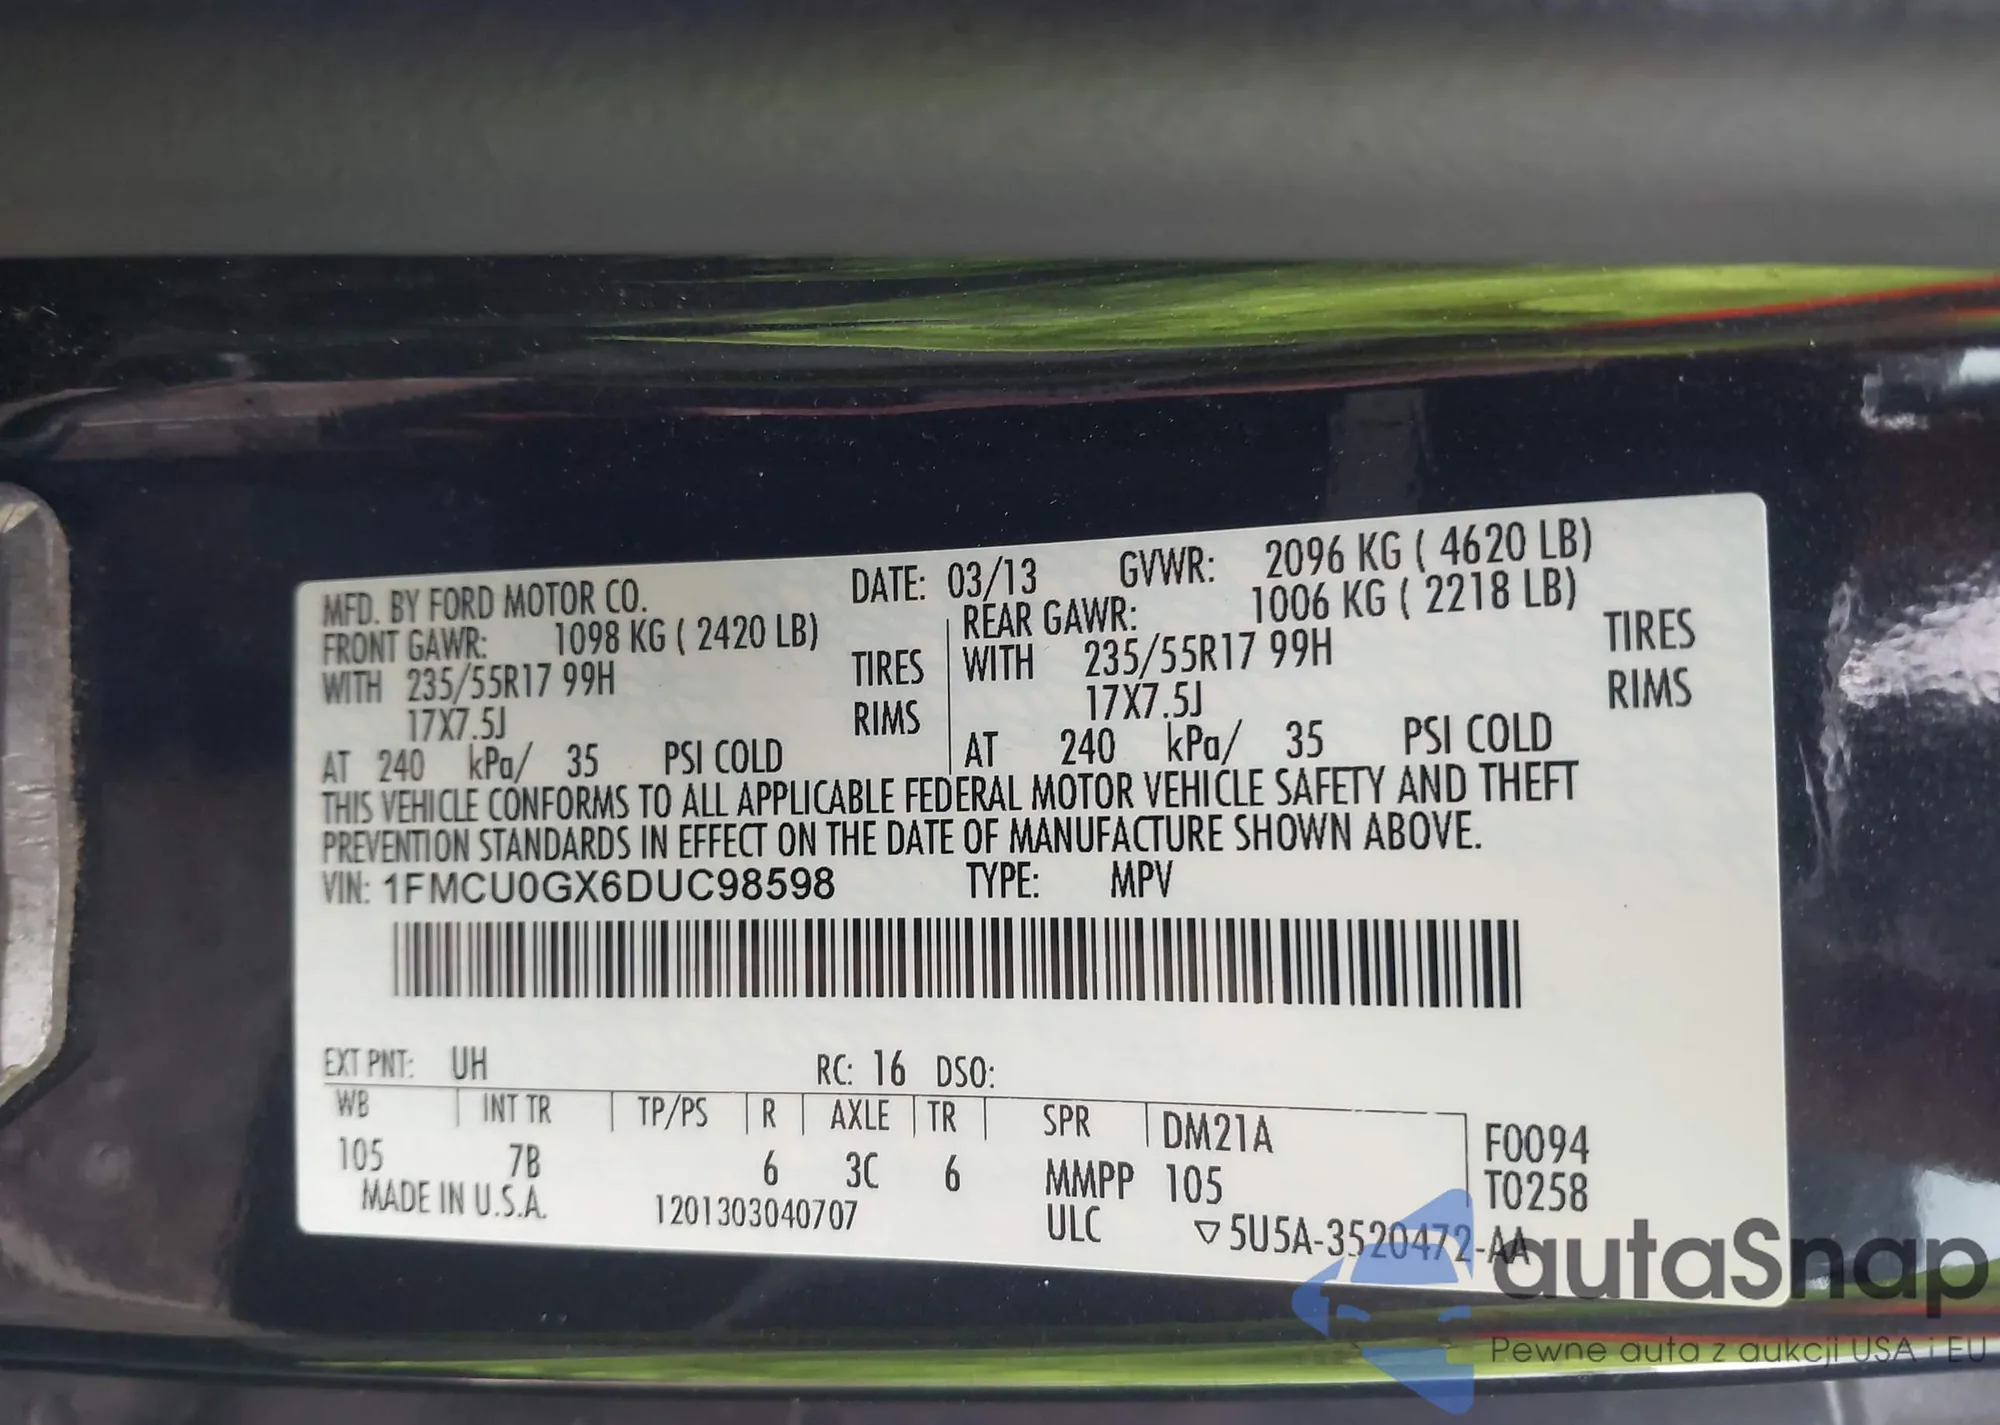 MFD. BY FORD MOTOR CO. DATE: 03/13 GVWR: 2096 KG ( 4620 LB)
FRONT GAWR: 1098 KG ( 2420 LB) REAR GAWR: 1006 KG ( 2218 LB)
WITH 235/55R17 99H TIRES WITH 235/55R17 99H TIRES
17X7.5J RIMS 17X7.5J RIMS
AT 240 kPa/ 35 PSI COLD AT 240 kPa/ 35 PSI COLD
THIS VEHICLE CONFORMS TO ALL APPLICABLE FEDERAL MOTOR VEHICLE SAFETY AND THEFT
PREVENTION STANDARDS IN EFFECT ON THE DATE OF MANUFACTURE SHOWN ABOVE.
VIN: 1FMCU0GX6DUC98598 TYPE: MPV
EXT PNT: UH RC: 16 DSO:
WB INT TR TP/PS R AXLE TR SPR DM21A F0094
105 7B 6 3C 6 MMPP 105 T0258
MADE IN U.S.A. 1201303040707 ULC ▽5U5A-3520472-AA
autaSnap
Pewne auta z aukcji USA i EU